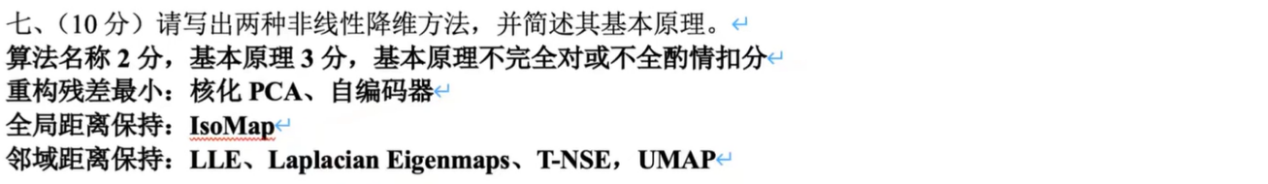 七、（10 分）请写出两种非线性降维方法，并简述其基本原理。
算法名称 2 分，基本原理 3 分，基本原理不完全对或不全酌情扣分
重构残差最小：核化 PCA、自编码器
全局距离保持：IsoMap
邻域距离保持：LLE、Laplacian Eigenmaps、T-NSE，UMAP